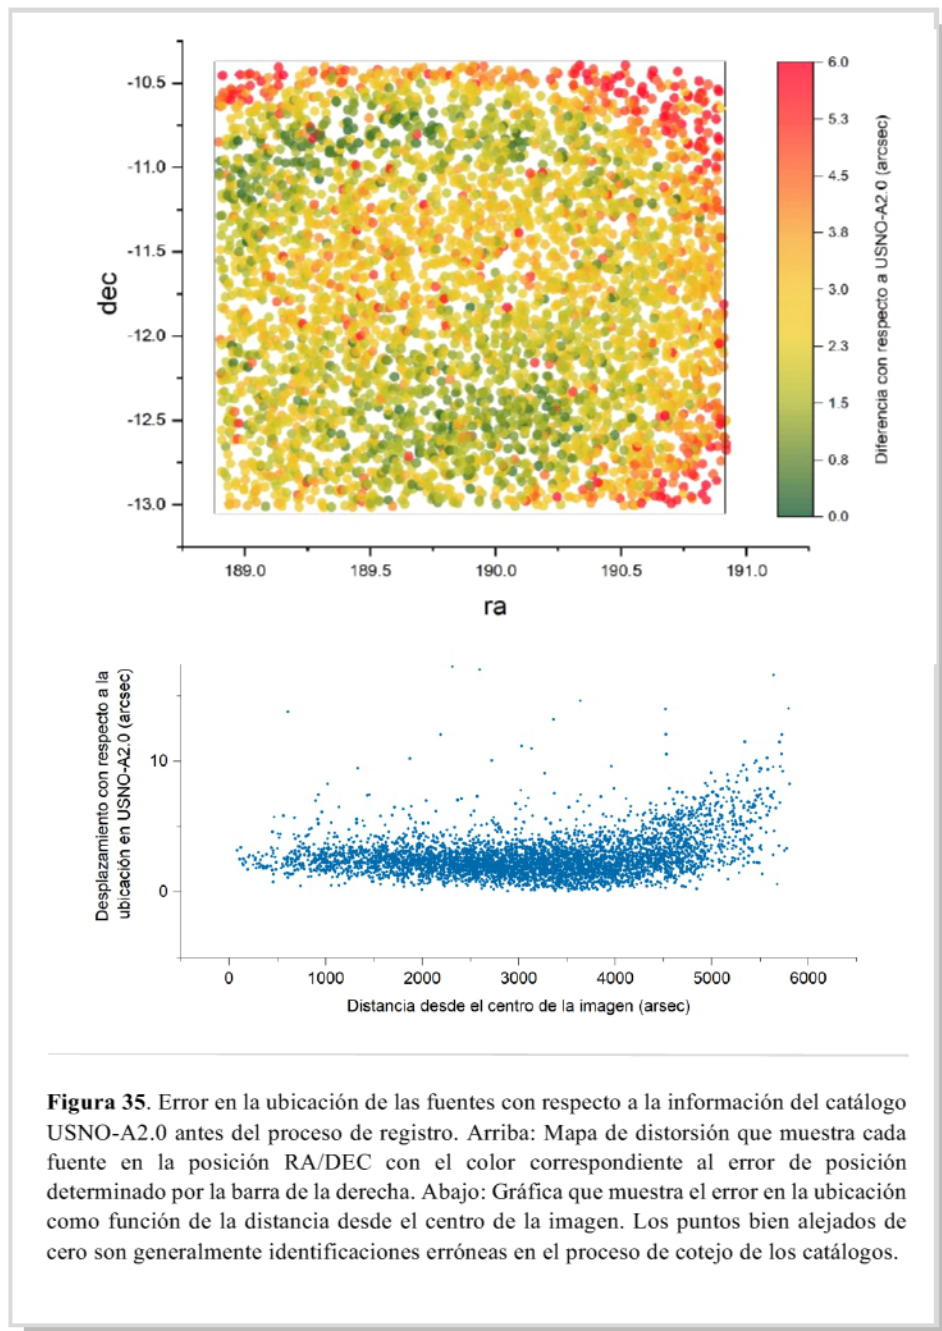 -10.5
-11.0
-11.5
-12.0
-12.5
-13.0
dec
189.0 189.5 190.0 190.5 191.0
ra
6.0
5.3
4.5
3.8
3.0
2.3
1.5
0.8
0.0
Diferencia con respecto a USNO-A2.0 (arcsec)
Desplazamiento con respecto a la
ubicación en USNO-A2.0 (arcsec)
10
0
0 1000 2000 3000 4000 5000 6000
Distancia desde el centro de la imagen (arsec)
Figura 35. Error en la ubicación de las fuentes con respecto a la información del catálogo
USNO-A2.0 antes del proceso de registro. Arriba: Mapa de distorsión que muestra cada
fuente en la posición RA/DEC con el color correspondiente al error de posición
determinado por la barra de la derecha. Abajo: Gráfica que muestra el error en la ubicación
como función de la distancia desde el centro de la imagen. Los puntos bien alejados de
cero son generalmente identificaciones erróneas en el proceso de cotejo de los catálogos.